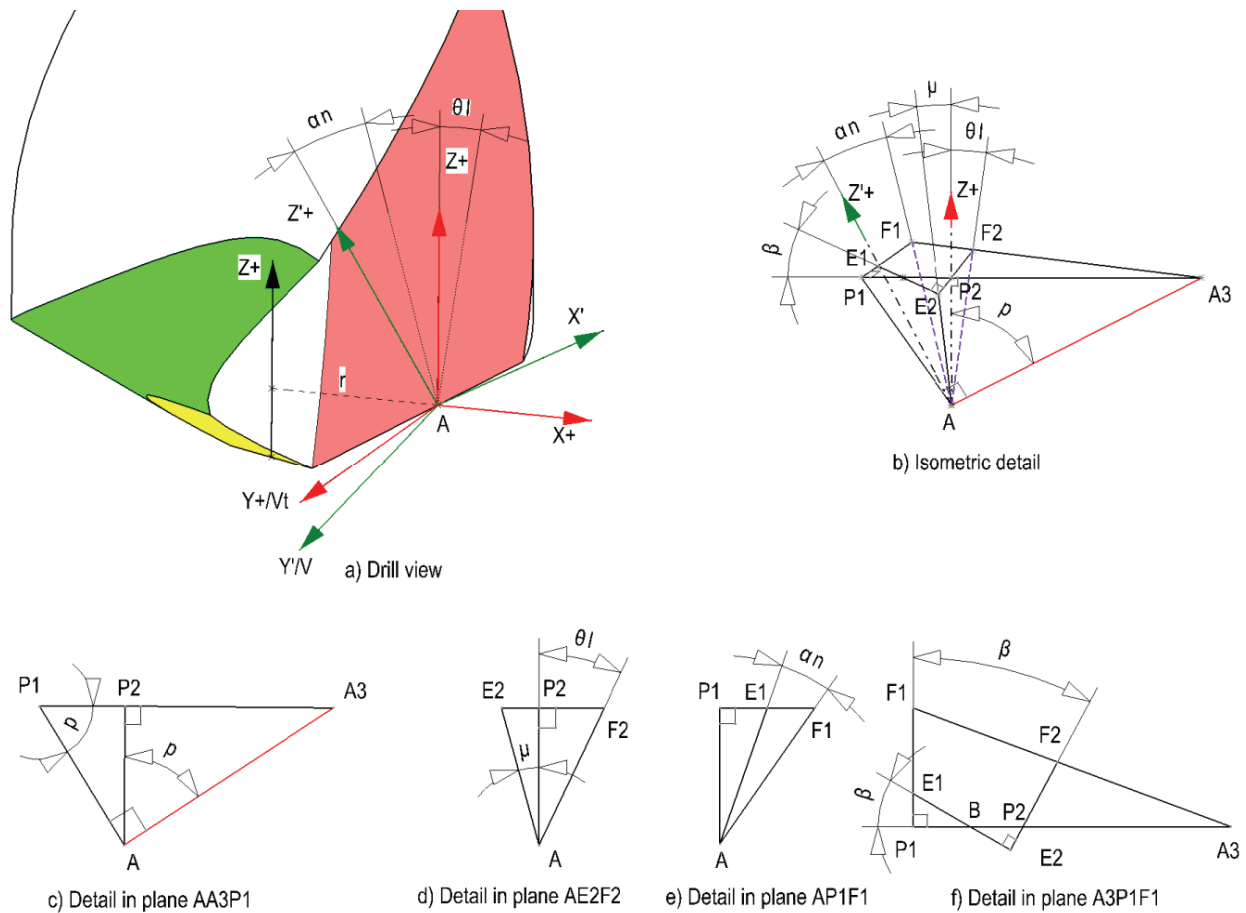 αn
θl
Z+
Z'+
Z+
X'
r
A
X+
Y+/Vt
Y'/V
a) Drill view
μ
αn
θl
Z'+
Z+
β
F1
F2
E1
P1
E2
P2
A3
p
A
b) Isometric detail
P1
P2
A3
p
p
A
c) Detail in plane AA3P1
θl
E2
P2
F2
μ
A
d) Detail in plane AE2F2
αn
P1
E1
F1
A
e) Detail in plane AP1F1
β
F1
F2
β
E1
B
P2
P1
E2
A3
f) Detail in plane A3P1F1